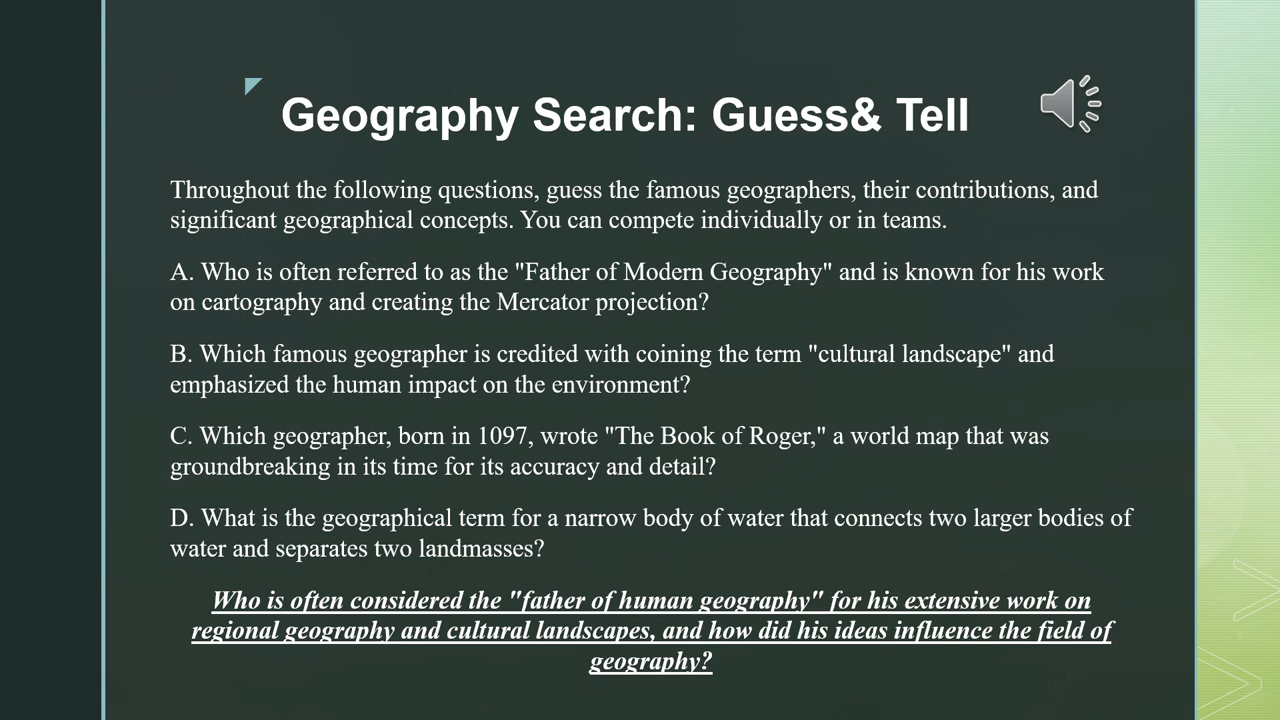 Geography Search: Guess& Tell
Throughout the following questions, guess the famous geographers, their contributions, and
significant geographical concepts. You can compete individually or in teams.
A. Who is often referred to as the "Father of Modern Geography" and is known for his work
on cartography and creating the Mercator projection?
B. Which famous geographer is credited with coining the term "cultural landscape" and
emphasized the human impact on the environment?
C. Which geographer, born in 1097, wrote "The Book of Roger," a world map that was
groundbreaking in its time for its accuracy and detail?
D. What is the geographical term for a narrow body of water that connects two larger bodies of
water and separates two landmasses?
Who is often considered the "father of human geography" for his extensive work on
regional geography and cultural landscapes, and how did his ideas influence the field of
geography?